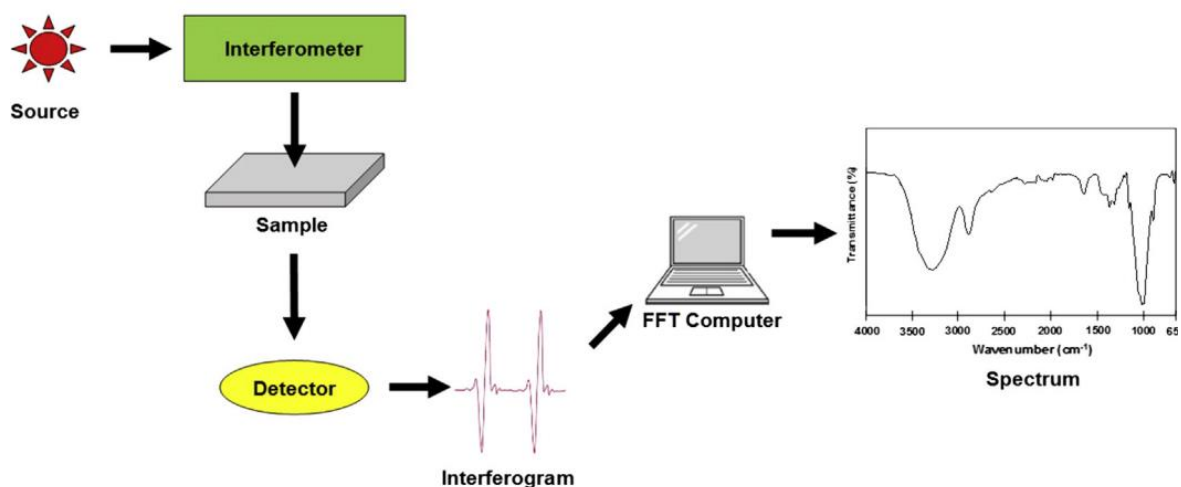 Source
Interferometer
Sample
Detector
Interferogram
FFT Computer
Transmittance (%)
4000 3500 3000 2500 2000 1500 1000 65
Wavenumber (cm-1)
Spectrum